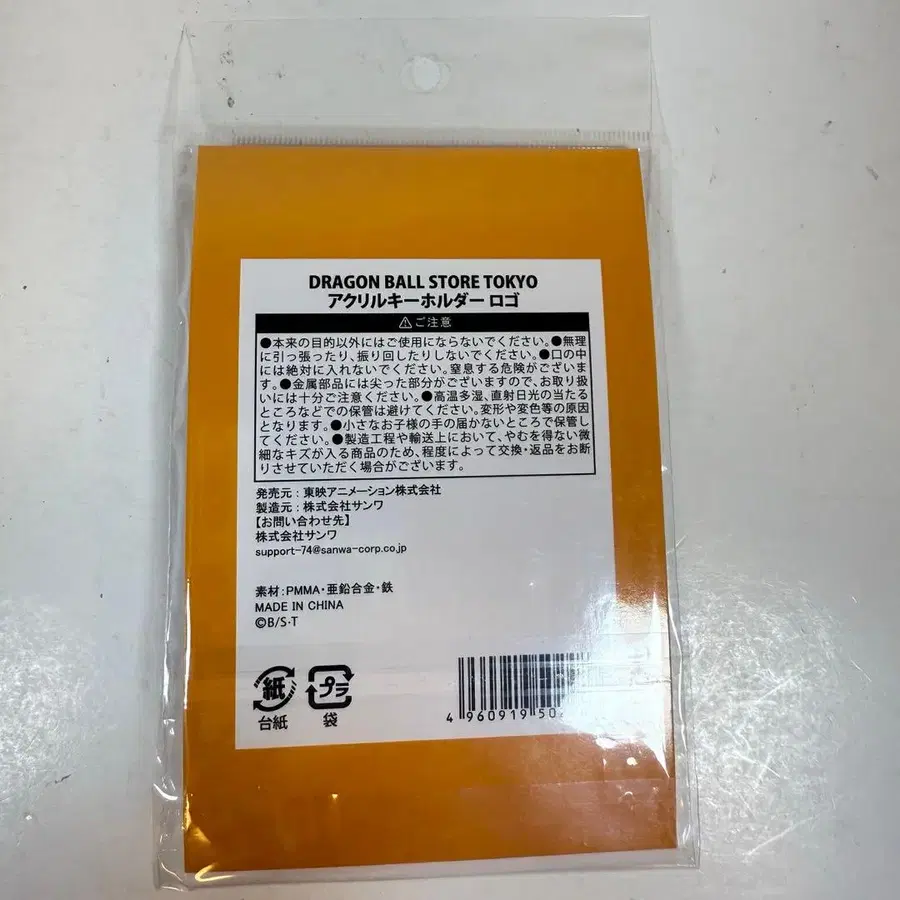 DRAGON BALL STORE TOKYO
アクリルキーホルダー ロゴ
⚠ご注意
●本来の目的以外にはご使用にならないでください。●無理
に引っ張ったり、振り回したりしないでください。●口の中
には絶対に入れないでください。窒息する危険がございま
す。●金属部品には尖った部分がございますので、お取り扱
いには十分ご注意ください。●高温多湿、直射日光の当たる
ところなどでの保管は避けてください。変形や変色等の原因
となります。●小さなお子様の手の届かないところで保管し
てください。●製造工程や輸送上において、やむを得ない微
細なキズが入る商品のため、程度によって交換・返品をお断
りさせていただく場合がございます。
発売元：東映アニメーション株式会社
製造元：株式会社サンワ
【お問い合わせ先】
株式会社サンワ
support-74@sanwa-corp.co.jp
素材：PMMA・亜鉛合金・鉄
MADE IN CHINA
©B/S・T
紙 プラ
台紙 袋
4 960919 50